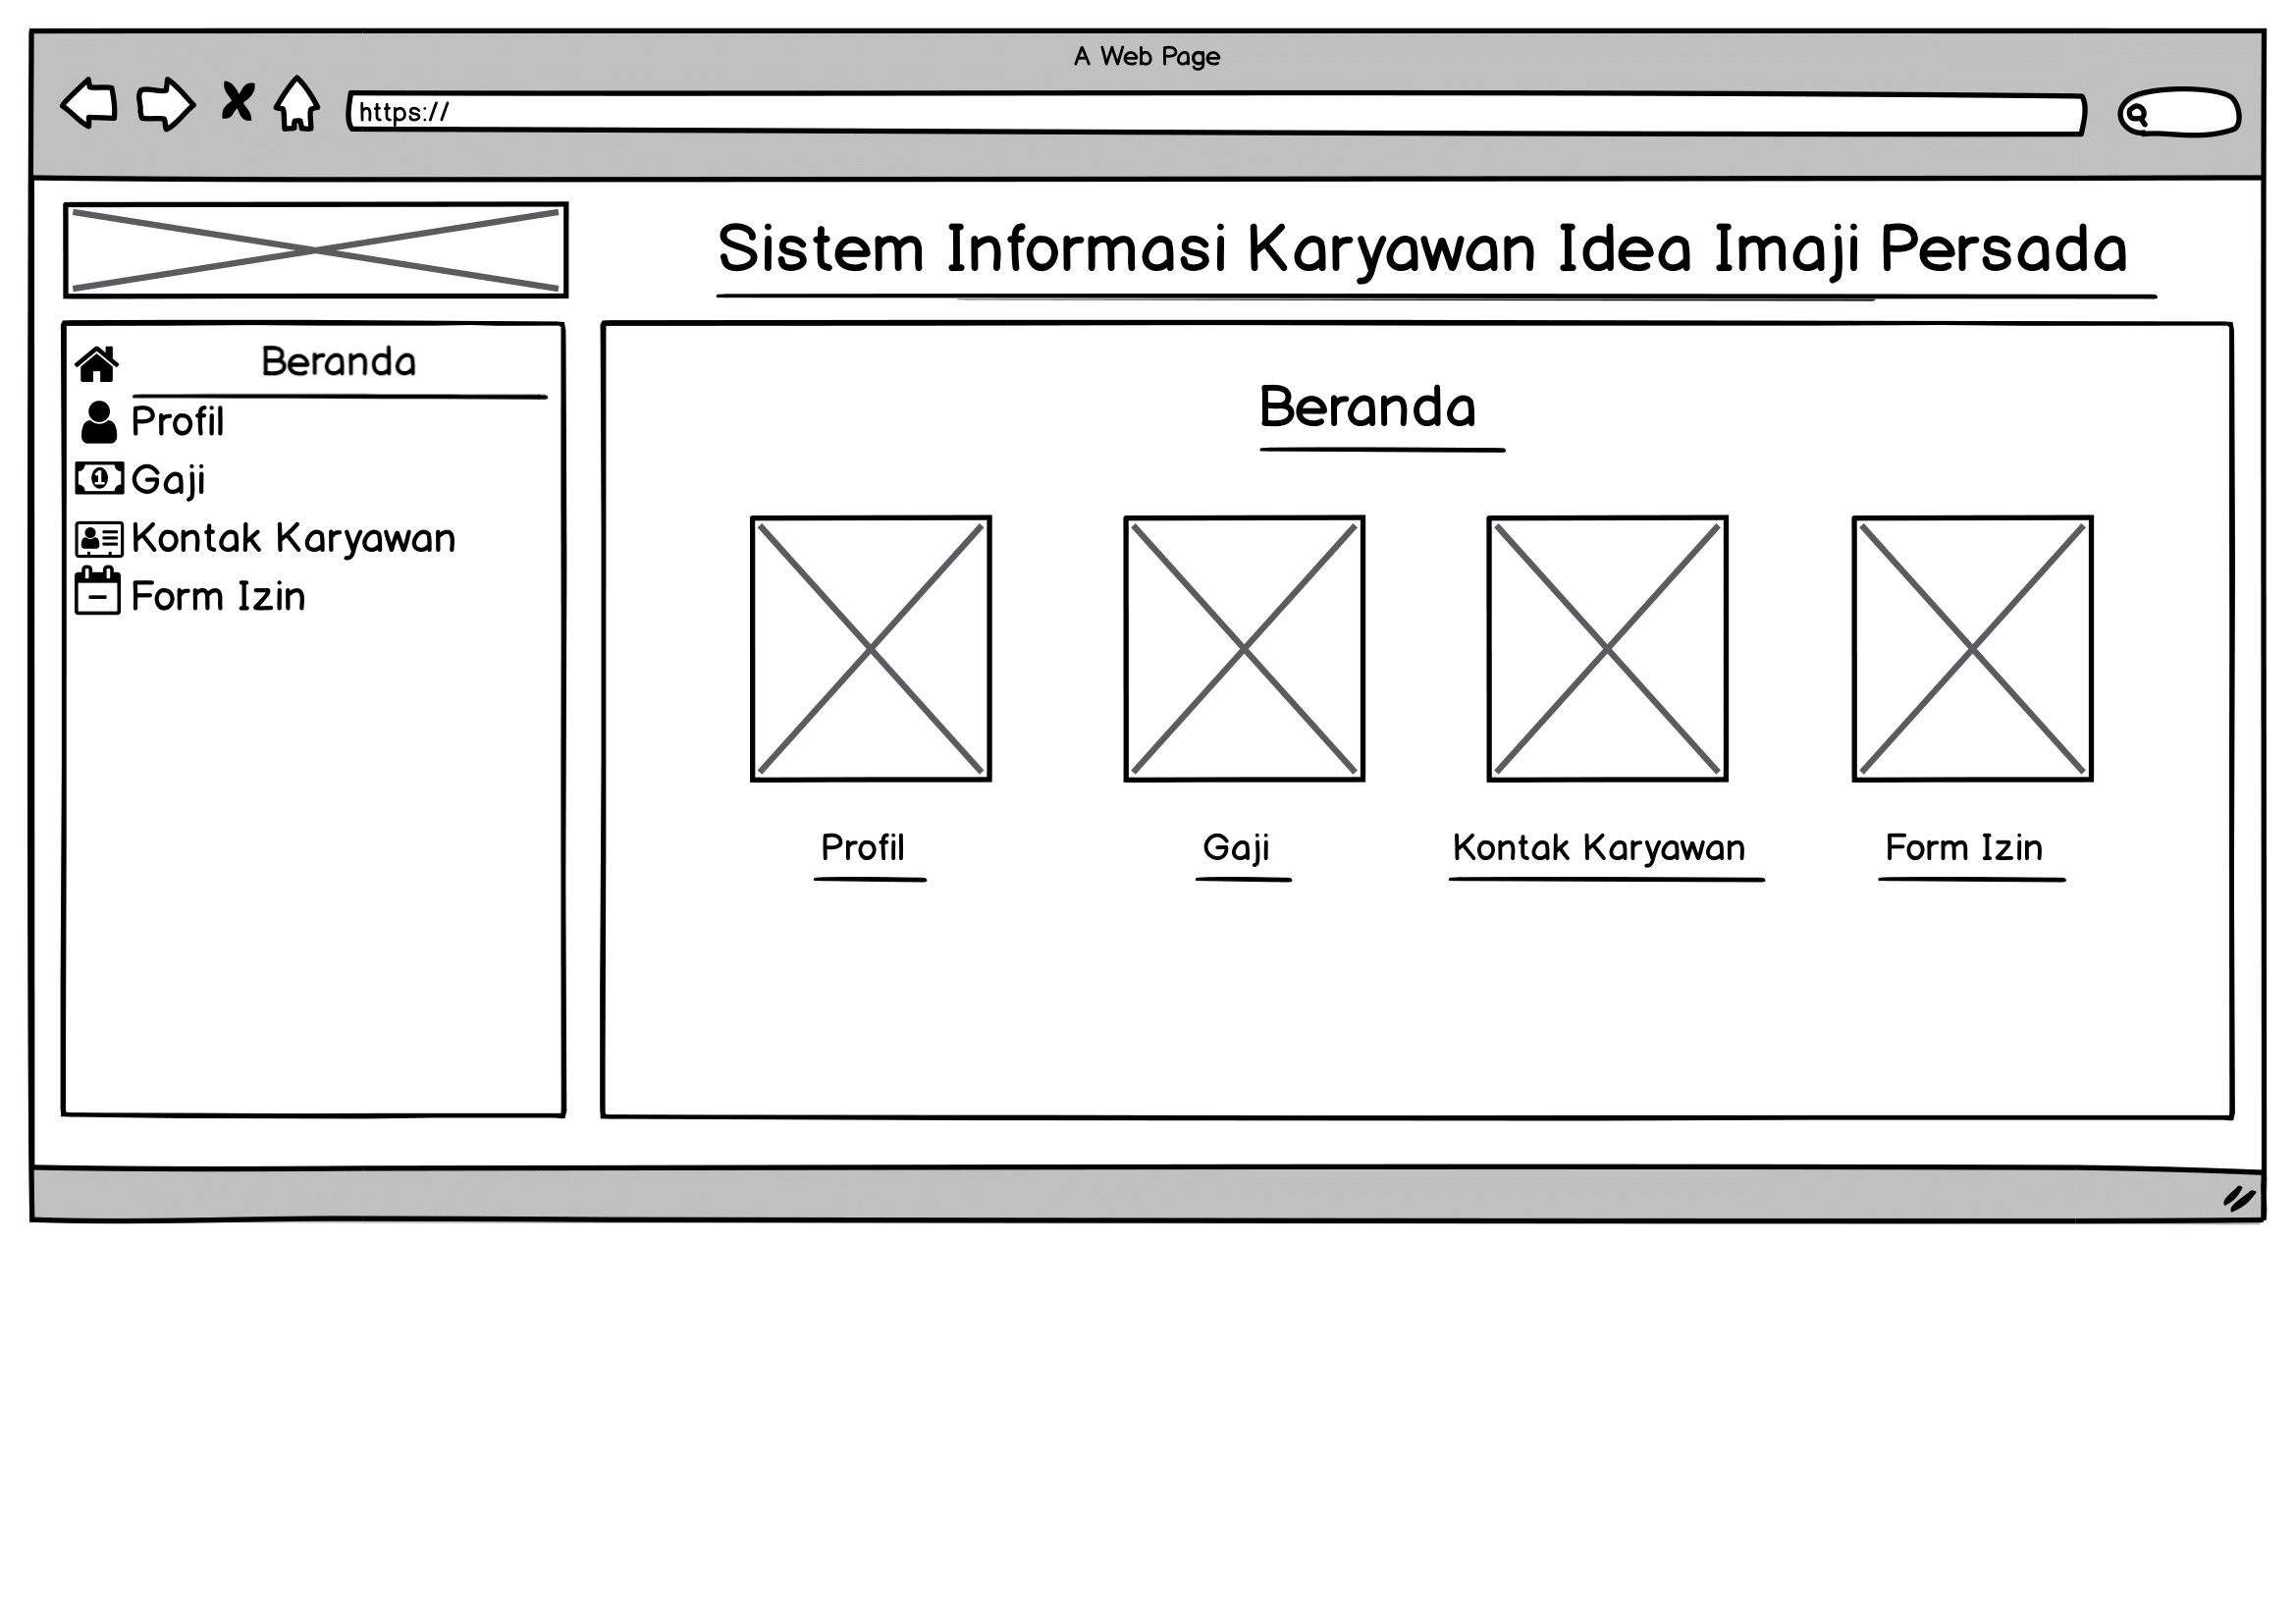 A Web Page
https://
Sistem Informasi Karyawan Idea Imaji Persada
Beranda
Profil
Gaji
Kontak Karyawan
Form Izin
Beranda
Profil
Gaji
Kontak Karyawan
Form Izin